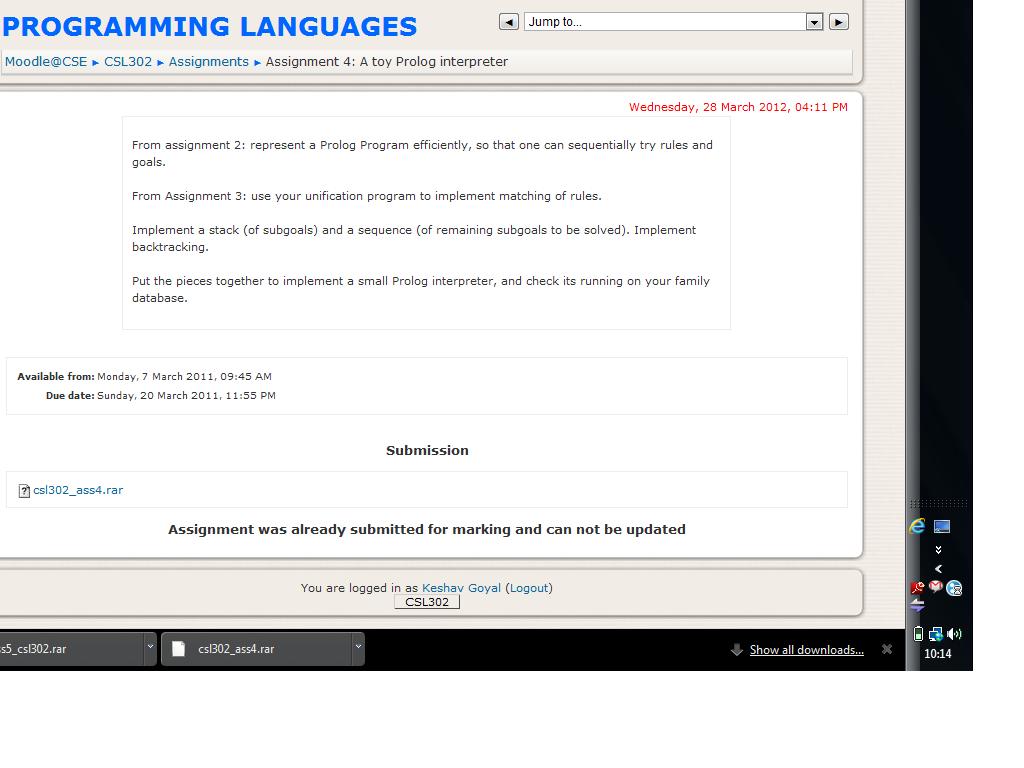 PROGRAMMING LANGUAGES
Jump to...
Moodle@CSE ► CSL302 ► Assignments ► Assignment 4: A toy Prolog interpreter
Wednesday, 28 March 2012, 04:11 PM
From assignment 2: represent a Prolog Program efficiently, so that one can sequentially try rules and
goals.
From Assignment 3: use your unification program to implement matching of rules.
Implement a stack (of subgoals) and a sequence (of remaining subgoals to be solved). Implement
backtracking.
Put the pieces together to implement a small Prolog interpreter, and check its running on your family
database.
Available from: Monday, 7 March 2011, 09:45 AM
Due date: Sunday, 20 March 2011, 11:55 PM
Submission
csl302_ass4.rar
Assignment was already submitted for marking and can not be updated
You are logged in as Keshav Goyal (Logout)
CSL302
s5_csl302.rar
csl302_ass4.rar
Show all downloads...
10:14